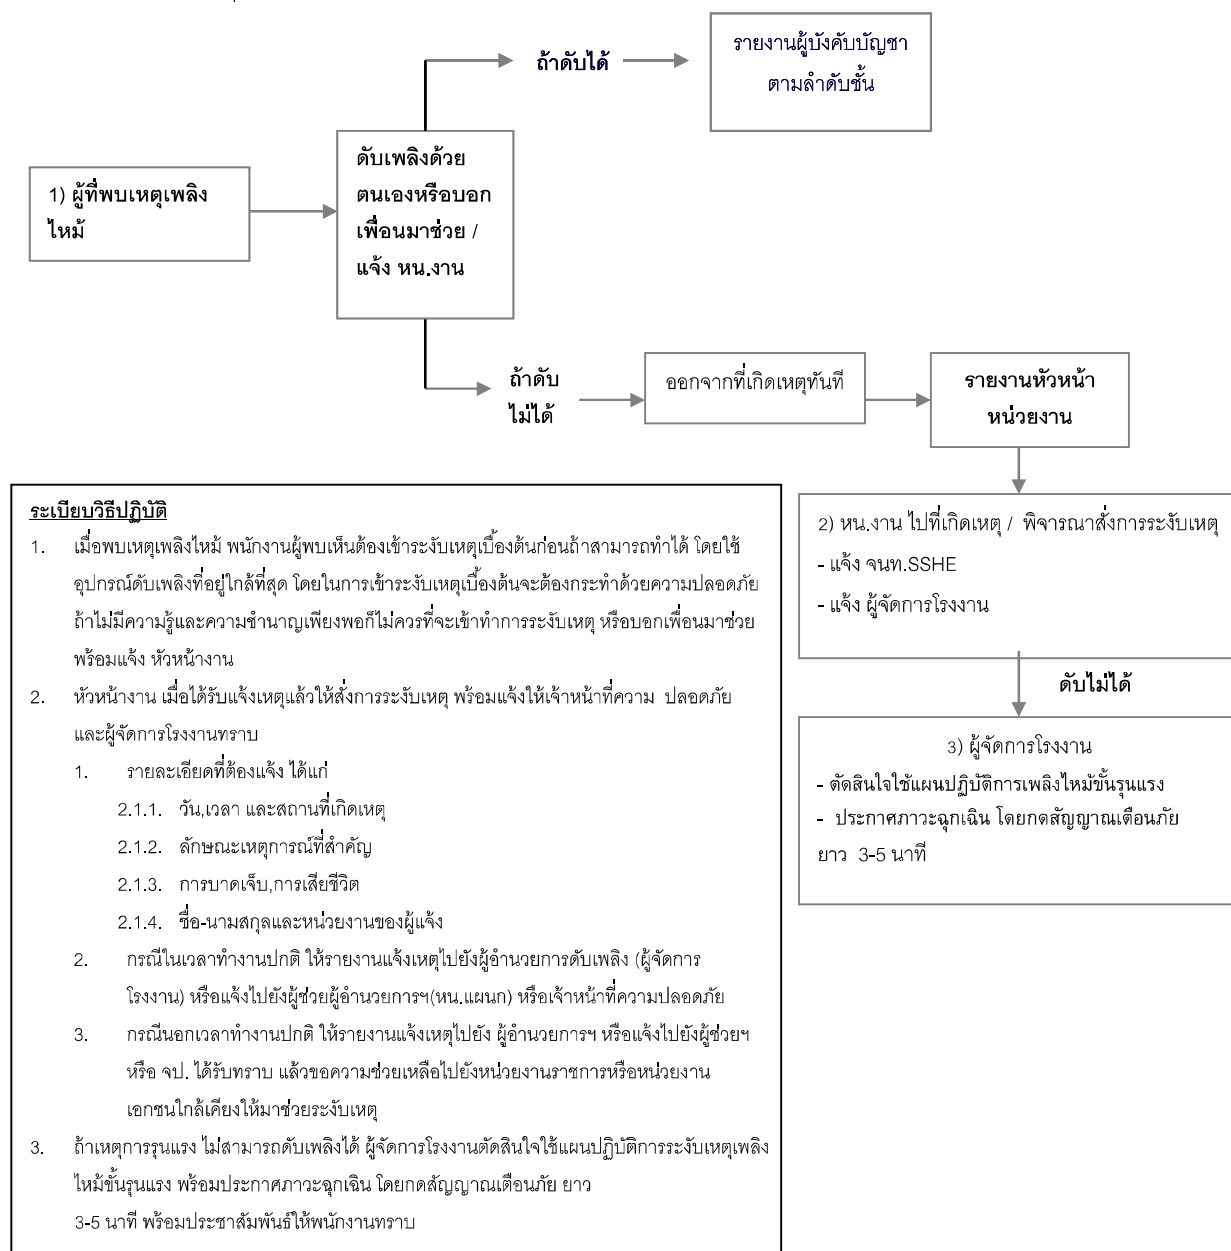 ถ้าดับได้
รายงานผู้บังคับบัญชา
ตามลำดับชั้น
1) ผู้ที่พบเหตุเพลิง
ไหม้
ดับเพลิงด้วย
ตนเองหรือบอก
เพื่อนมาช่วย /
แจ้ง หน.งาน
ถ้าดับ
ไม่ได้
ออกจากที่เกิดเหตุทันที
รายงานหัวหน้า
หน่วยงาน
2) หน.งาน ไปที่เกิดเหตุ / พิจารณาสั่งการระงับเหตุ
- แจ้ง จนท.SSHE
- แจ้ง ผู้จัดการโรงงาน
ดับไม่ได้
3) ผู้จัดการโรงงาน
- ตัดสินใจใช้แผนปฏิบัติการเพลิงไหม้ขั้นรุนแรง
- ประกาศภาวะฉุกเฉิน โดยกดสัญญาณเตือนภัย
ยาว 3-5 นาที
ระเบียบวิธีปฏิบัติ
1. เมื่อพบเหตุเพลิงไหม้ พนักงานผู้พบเห็นต้องเข้าระงับเหตุเบื้องต้นก่อนถ้าสามารถทำได้ โดยใช้
อุปกรณ์ดับเพลิงที่อยู่ใกล้ที่สุด โดยในการเข้าระงับเหตุเบื้องต้นจะต้องกระทำด้วยความปลอดภัย
ถ้าไม่มีความรู้และความชำนาญเพียงพอก็ไม่ควรที่จะเข้าทำการระงับเหตุ หรือบอกเพื่อนมาช่วย
พร้อมแจ้ง หัวหน้างาน
2. หัวหน้างาน เมื่อได้รับแจ้งเหตุแล้วให้สั่งการระงับเหตุ พร้อมแจ้งให้เจ้าหน้าที่ความ ปลอดภัย
และผู้จัดการโรงงานทราบ
1. รายละเอียดที่ต้องแจ้ง ได้แก่
2.1.1. วัน,เวลา และสถานที่เกิดเหตุ
2.1.2. ลักษณะเหตุการณ์ที่สำคัญ
2.1.3. การบาดเจ็บ,การเสียชีวิต
2.1.4. ชื่อ-นามสกุลและหน่วยงานของผู้แจ้ง
2. กรณีในเวลาทำงานปกติ ให้รายงานแจ้งเหตุไปยังผู้อำนวยการดับเพลิง (ผู้จัดการ
โรงงาน) หรือแจ้งไปยังผู้ช่วยผู้อำนวยการฯ(หน.แผนก) หรือเจ้าหน้าที่ความปลอดภัย
3. กรณีนอกเวลาทำงานปกติ ให้รายงานแจ้งเหตุไปยัง ผู้อำนวยการฯ หรือแจ้งไปยังผู้ช่วยฯ
หรือ จป. ได้รับทราบ แล้วขอความช่วยเหลือไปยังหน่วยงานราชการหรือหน่วยงาน
เอกชนใกล้เคียงให้มาช่วยระงับเหตุ
3. ถ้าเหตุการรุนแรง ไม่สามารถดับเพลิงได้ ผู้จัดการโรงงานตัดสินใจใช้แผนปฏิบัติการระงับเหตุเพลิง
ไหม้ขั้นรุนแรง พร้อมประกาศภาวะฉุกเฉิน โดยกดสัญญาณเตือนภัย ยาว
3-5 นาที พร้อมประชาสัมพันธ์ให้พนักงานทราบ